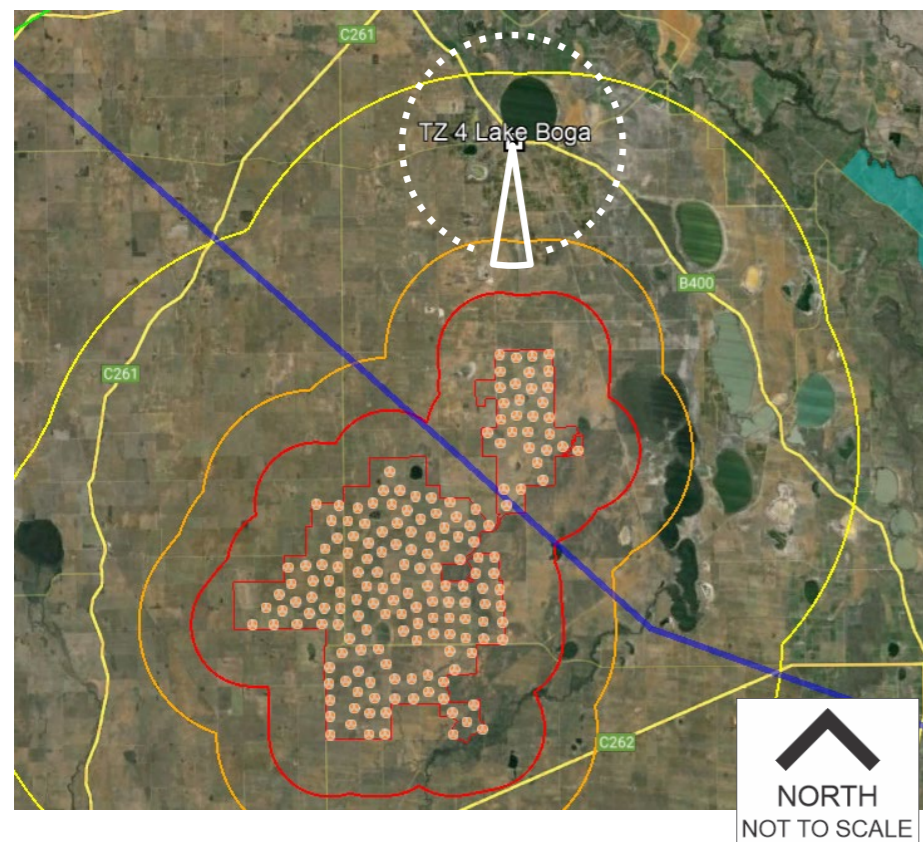 C261
TZ 4 Lake Boga
B400
C261
C262
NORTH
NOT TO SCALE